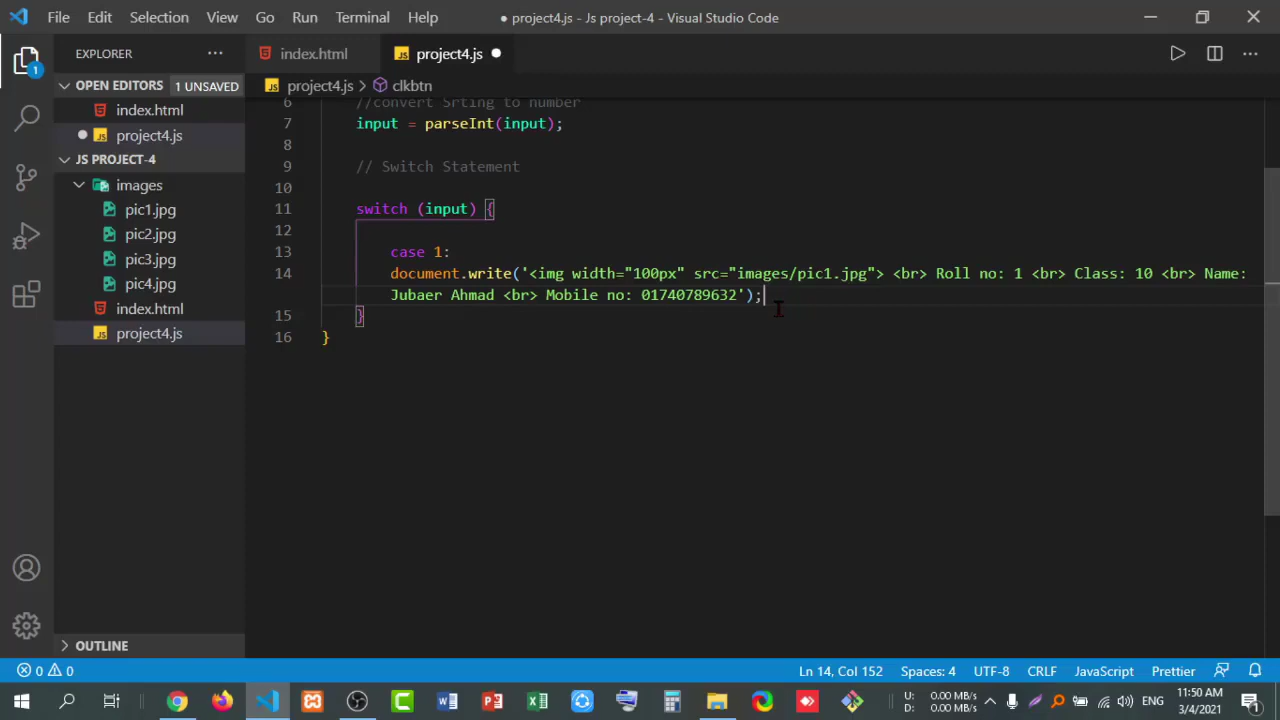 File Edit Selection View Go Run Terminal Help
● project4.js - Js project-4 - Visual Studio Code
EXPLORER
index.html
project4.js
OPEN EDITORS
1 UNSAVED
project4.js > clkbtn
index.html
project4.js
JS PROJECT-4
images
pic1.jpg
pic2.jpg
pic3.jpg
pic4.jpg
index.html
project4.js
OUTLINE
1
6 //convert Srting to number
7 input = parseInt(input);
8
9 // Switch Statement
10
11 switch (input) {
12
13 case 1:
14 document.write('<img width="100px" src="images/pic1.jpg"> <br> Roll no: 1 <br> Class: 10 <br> Name:
Jubaer Ahmad <br> Mobile no: 01740789632');
15 }
16 }
0 0
Ln 14, Col 152 Spaces: 4 UTF-8 CRLF JavaScript Prettier
U: 0.00 MB/s
D: 0.00 MB/s
ENG
11:50 AM
3/4/2021
1